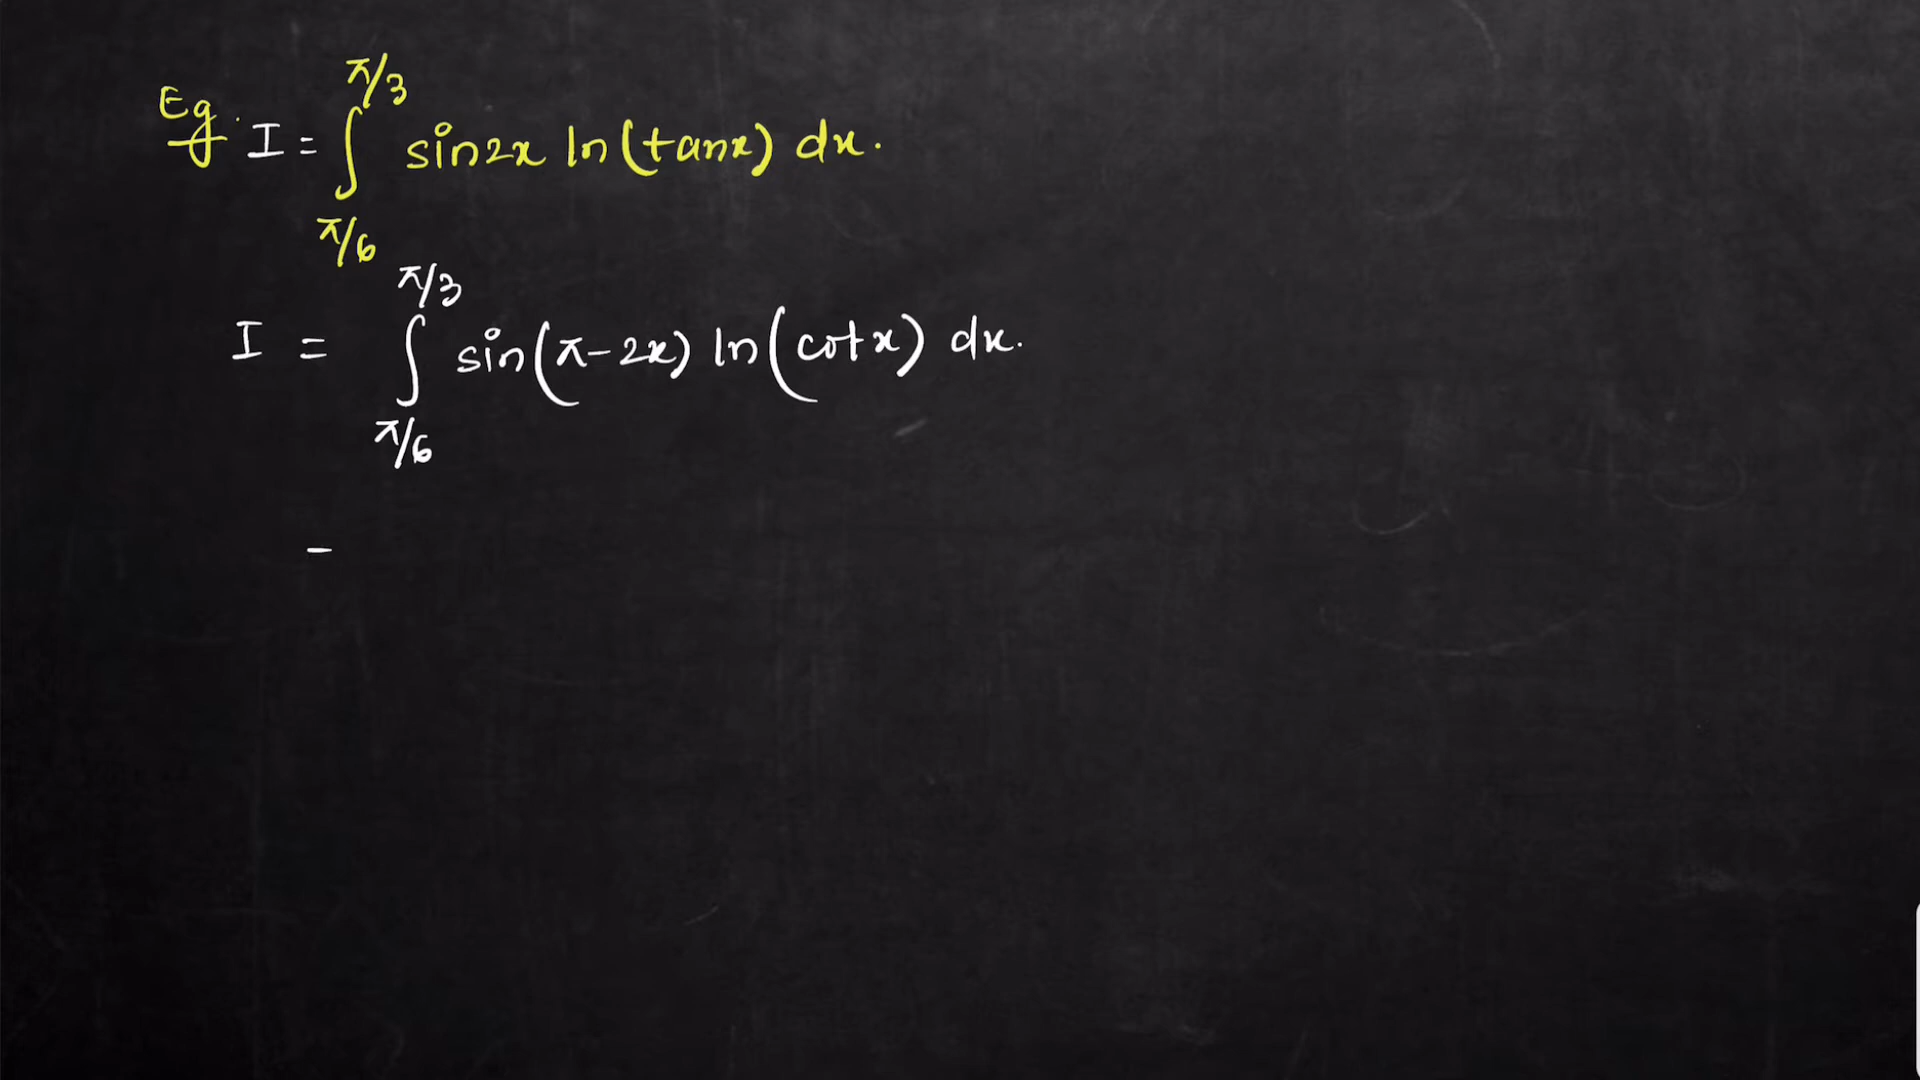 Eg. I = ∫_{π/6}^{π/3} sin2x ln(tanx) dx.
I = ∫_{π/6}^{π/3} sin(π-2x) ln(cotx) dx.
-